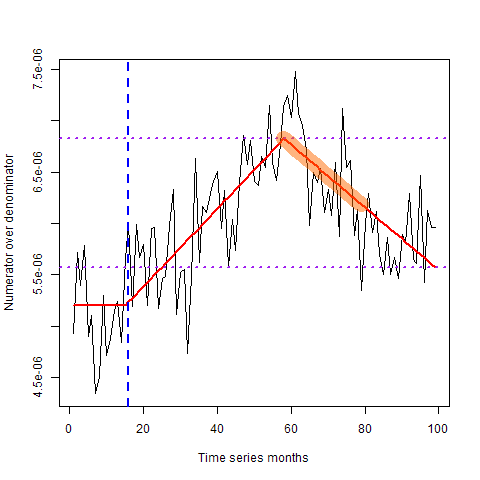 7.5e-06
6.5e-06
5.5e-06
4.5e-06
Numerator over denominator
0 20 40 60 80 100
Time series months